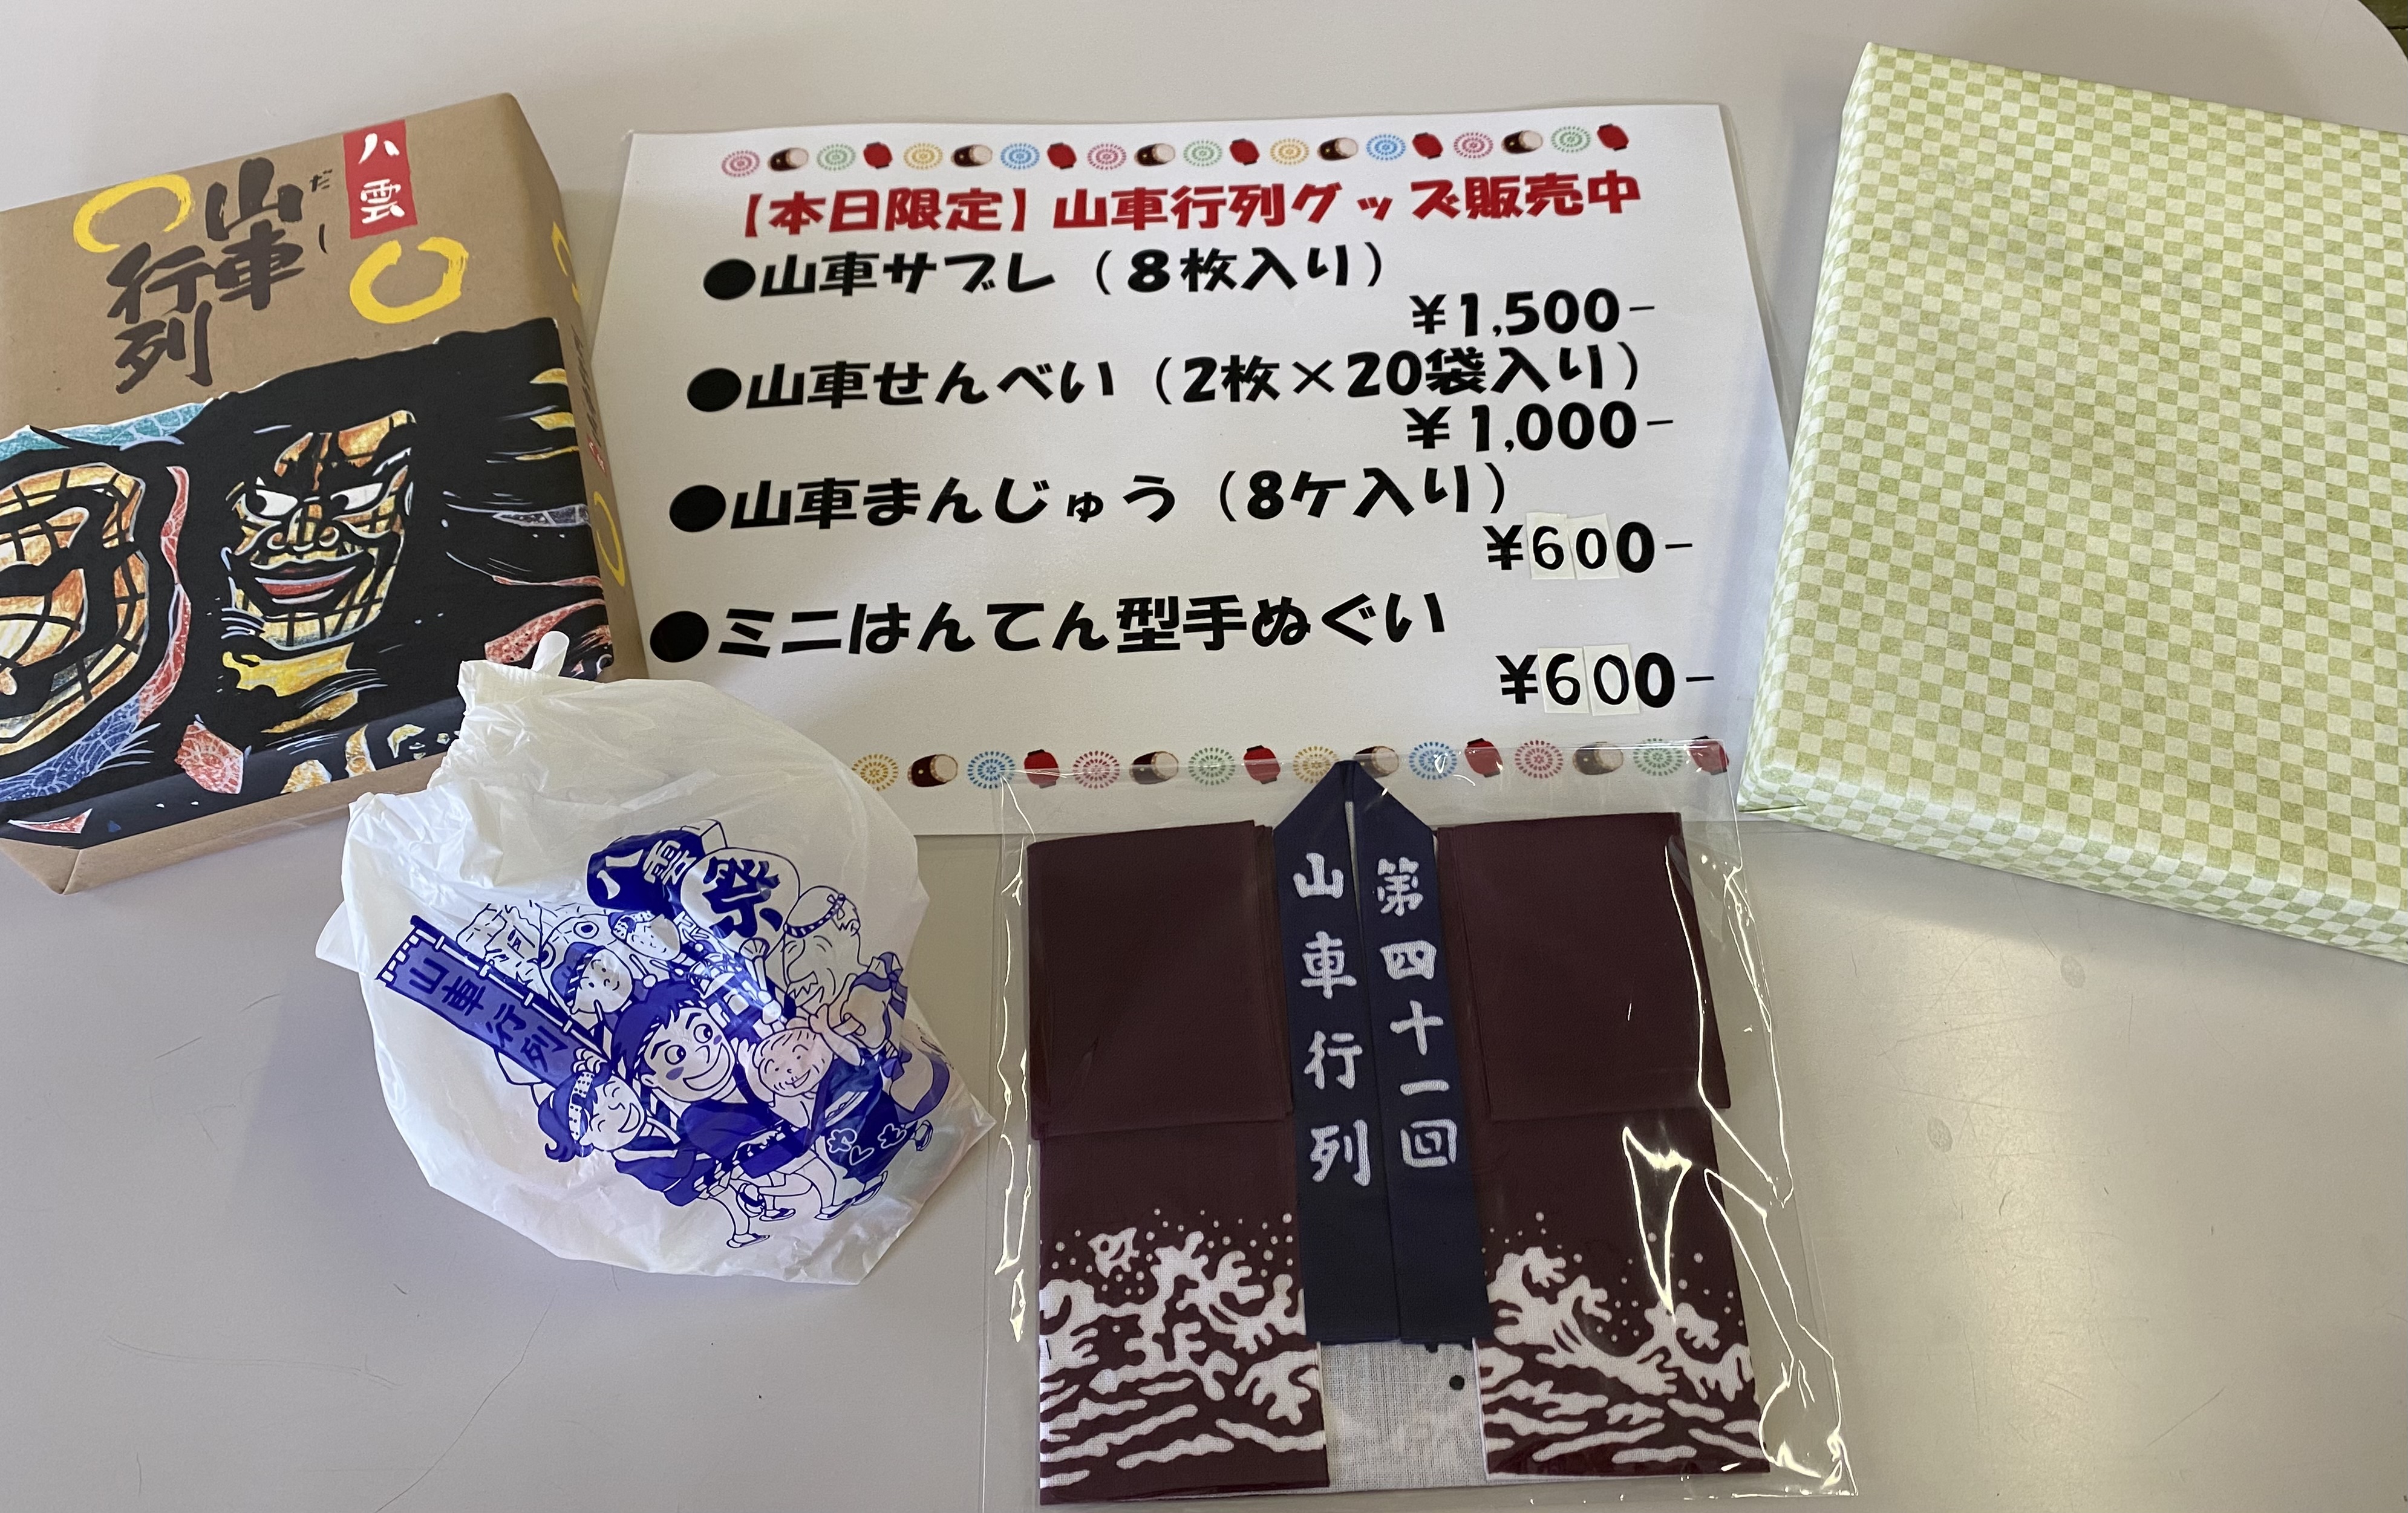 八雲
山車
だし
行列
【本日限定】山車行列グッズ販売中
●山車サブレ（8枚入り）
¥1,500-
●山車せんべい（2枚×20袋入り）
¥1,000-
●山車まんじゅう（8ケ入り）
¥600-
●ミニはんてん型手ぬぐい
¥600-
八雲
祭
山車行列
第四十一回
山車行列